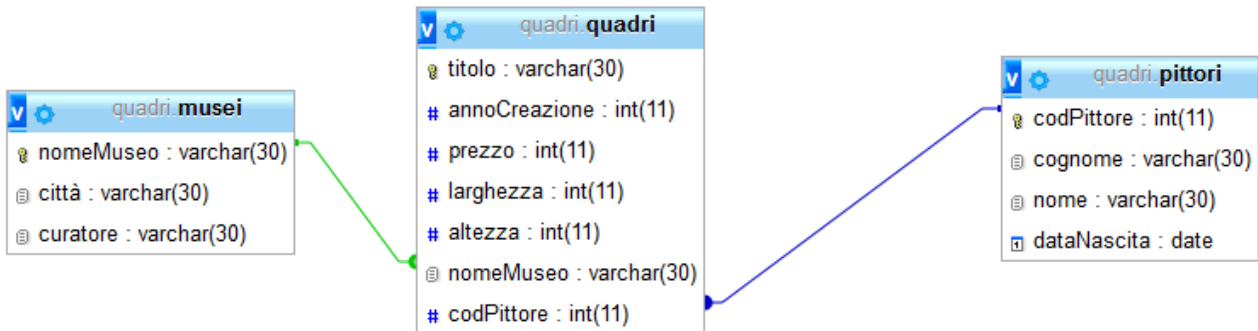 quadri.musei
nomeMuseo : varchar(30)
città : varchar(30)
curatore : varchar(30)
quadri.quadri
titolo : varchar(30)
annoCreazione : int(11)
prezzo : int(11)
larghezza : int(11)
altezza : int(11)
nomeMuseo : varchar(30)
codPittore : int(11)
quadri.pittori
codPittore : int(11)
cognome : varchar(30)
nome : varchar(30)
dataNascita : date